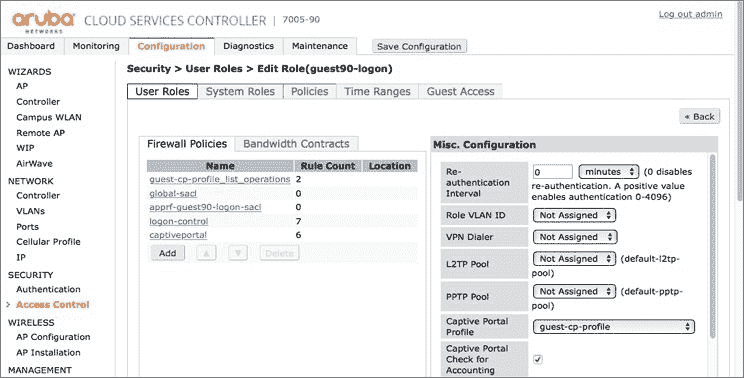 aruba NETWORKS CLOUD SERVICES CONTROLLER | 7005-90
Log out admin
Dashboard Monitoring Configuration Diagnostics Maintenance Save Configuration
WIZARDS
AP
Controller
Campus WLAN
Remote AP
WIP
AirWave
NETWORK
Controller
VLANs
Ports
Cellular Profile
IP
SECURITY
Authentication
> Access Control
WIRELESS
AP Configuration
AP Installation
MANAGEMENT
Security > User Roles > Edit Role(guest90-logon)
User Roles System Roles Policies Time Ranges Guest Access
« Back
Firewall Policies Bandwidth Contracts
Name Rule Count Location
guest-cp-profile_list_operations 2
global-sacl 0
apprf-guest90-logon-sacl 0
logon-control 7
captiveportal 6
Add ▲ ▼ Delete
Misc. Configuration
Re-authentication Interval 0 minutes (0 disables
re-authentication. A positive value
enables authentication 0-4096)
Role VLAN ID Not Assigned
VPN Dialer Not Assigned
L2TP Pool Not Assigned (default-l2tp-
pool)
PPTP Pool Not Assigned (default-pptp-
pool)
Captive Portal
Profile guest-cp-profile
Captive Portal
Check for
Accounting